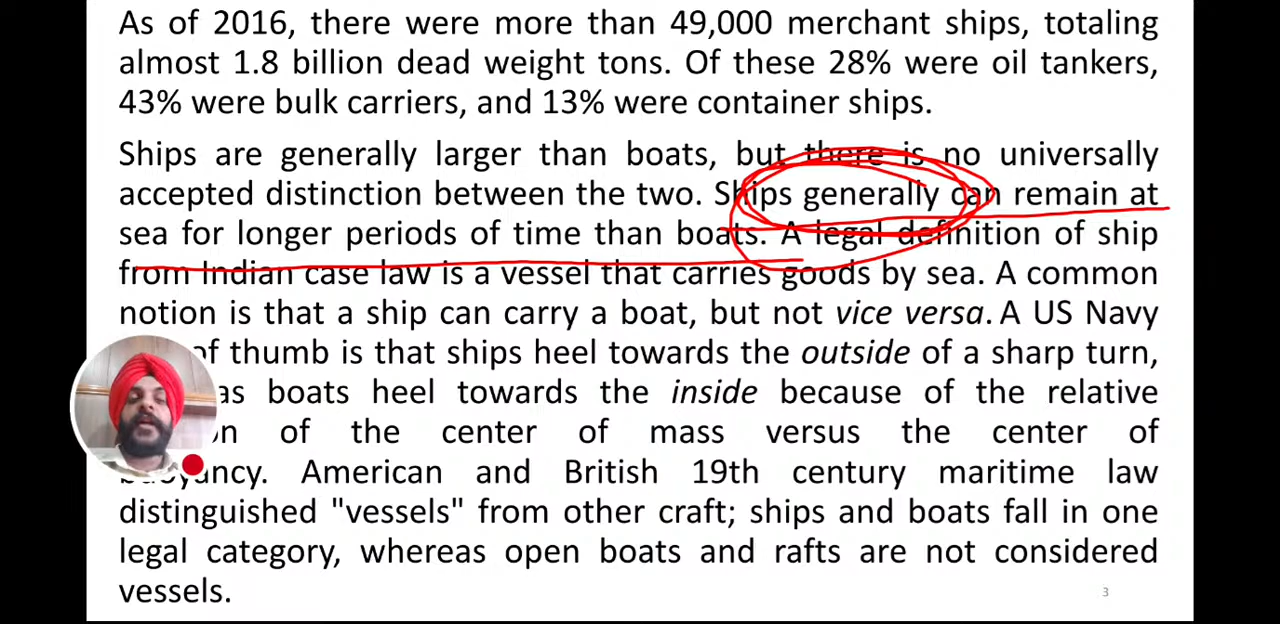 As of 2016, there were more than 49,000 merchant ships, totaling
almost 1.8 billion dead weight tons. Of these 28% were oil tankers,
43% were bulk carriers, and 13% were container ships.
Ships are generally larger than boats, but there is no universally
accepted distinction between the two. Ships generally can remain at
sea for longer periods of time than boats. A legal definition of ship
from Indian case law is a vessel that carries goods by sea. A common
notion is that a ship can carry a boat, but not vice versa. A US Navy
of thumb is that ships heel towards the outside of a sharp turn,
as boats heel towards the inside because of the relative
of the center of mass versus the center of
buoyancy. American and British 19th century maritime law
distinguished "vessels" from other craft; ships and boats fall in one
legal category, whereas open boats and rafts are not considered
vessels.
3